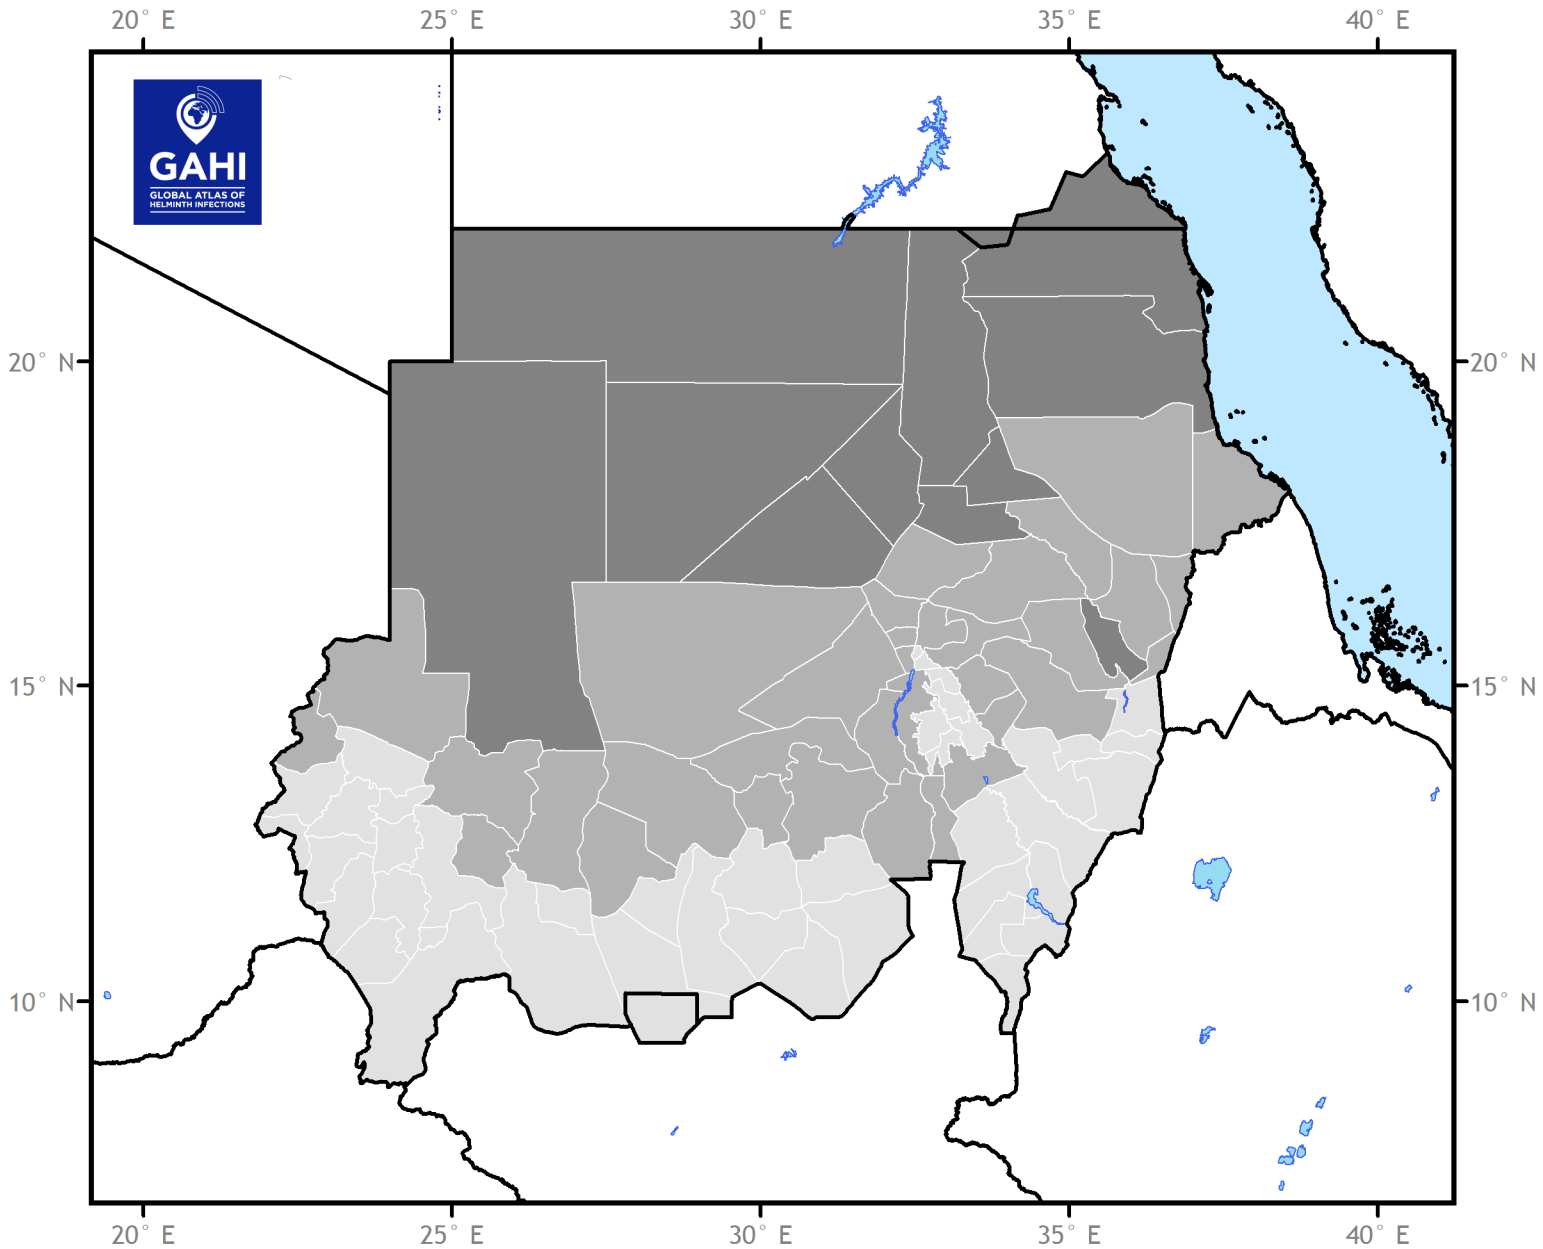 20° E 25° E 30° E 35° E 40° E
GAHI
GLOBAL ATLAS OF
HELMINTH INFECTIONS
20° N 20° N
15° N 15° N
10° N 10° N
20° E 25° E 30° E 35° E 40° E